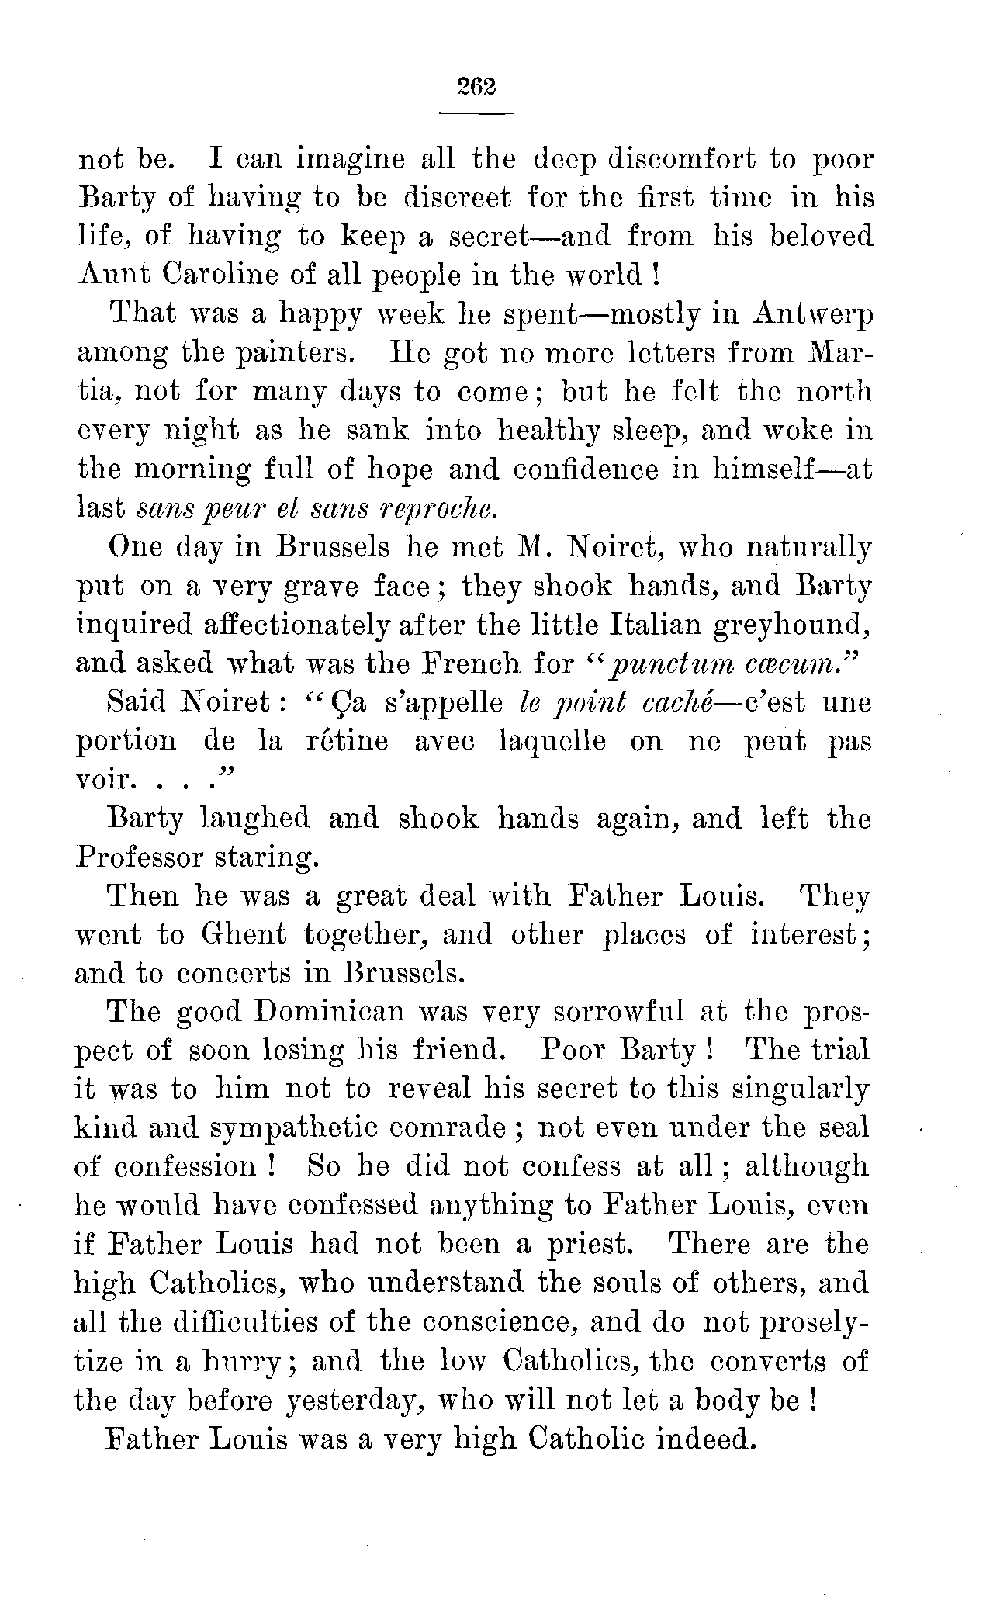 262
not be. I can imagine all the deep discomfort to poor
Barty of having to be discreet for the first time in his
life, of having to keep a secret—and from his beloved
Aunt Caroline of all people in the world !
That was a happy week he spent—mostly in Antwerp
among the painters. He got no more letters from Mar-
tia, not for many days to come; but he felt the north
every night as he sank into healthy sleep, and woke in
the morning full of hope and confidence in himself—at
last sans peur et sans reproche.
One day in Brussels he met M. Noiret, who naturally
put on a very grave face; they shook hands, and Barty
inquired affectionately after the little Italian greyhound,
and asked what was the French for “punctum cæcum.”
Said Noiret : “Ça s'appelle le point caché—c'est une
portion de la rétine avec laquelle on ne peut pas
voir. . . .”
Barty laughed and shook hands again, and left the
Professor staring.
Then he was a great deal with Father Louis. They
went to Ghent together, and other places of interest;
and to concerts in Brussels.
The good Dominican was very sorrowful at the pros-
pect of soon losing his friend. Poor Barty ! The trial
it was to him not to reveal his secret to this singularly
kind and sympathetic comrade ; not even under the seal
of confession ! So he did not confess at all ; although
he would have confessed anything to Father Louis, even
if Father Louis had not been a priest. There are the
high Catholics, who understand the souls of others, and
all the difficulties of the conscience, and do not prosely-
tize in a hurry; and the low Catholics, the converts of
the day before yesterday, who will not let a body be !
Father Louis was a very high Catholic indeed.